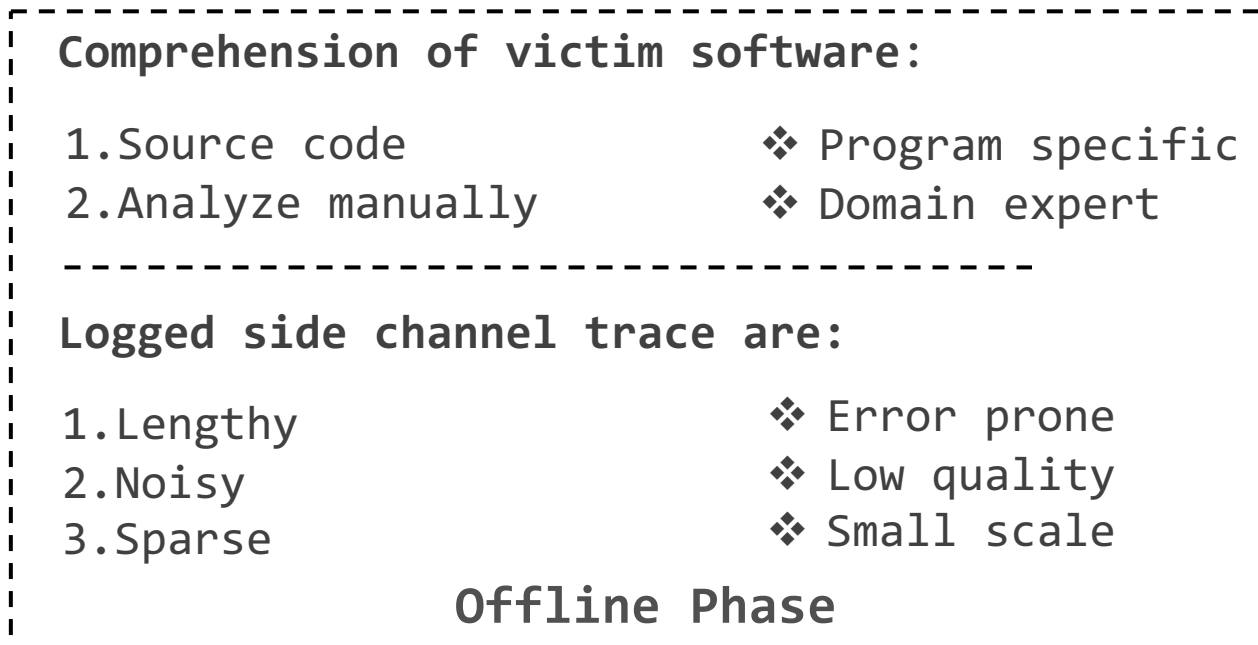 Comprehension of victim software:
1.Source code
❖ Program specific
2.Analyze manually
❖ Domain expert
Logged side channel trace are:
1.Lengthy
❖ Error prone
2.Noisy
❖ Low quality
3.Sparse
❖ Small scale
Offline Phase